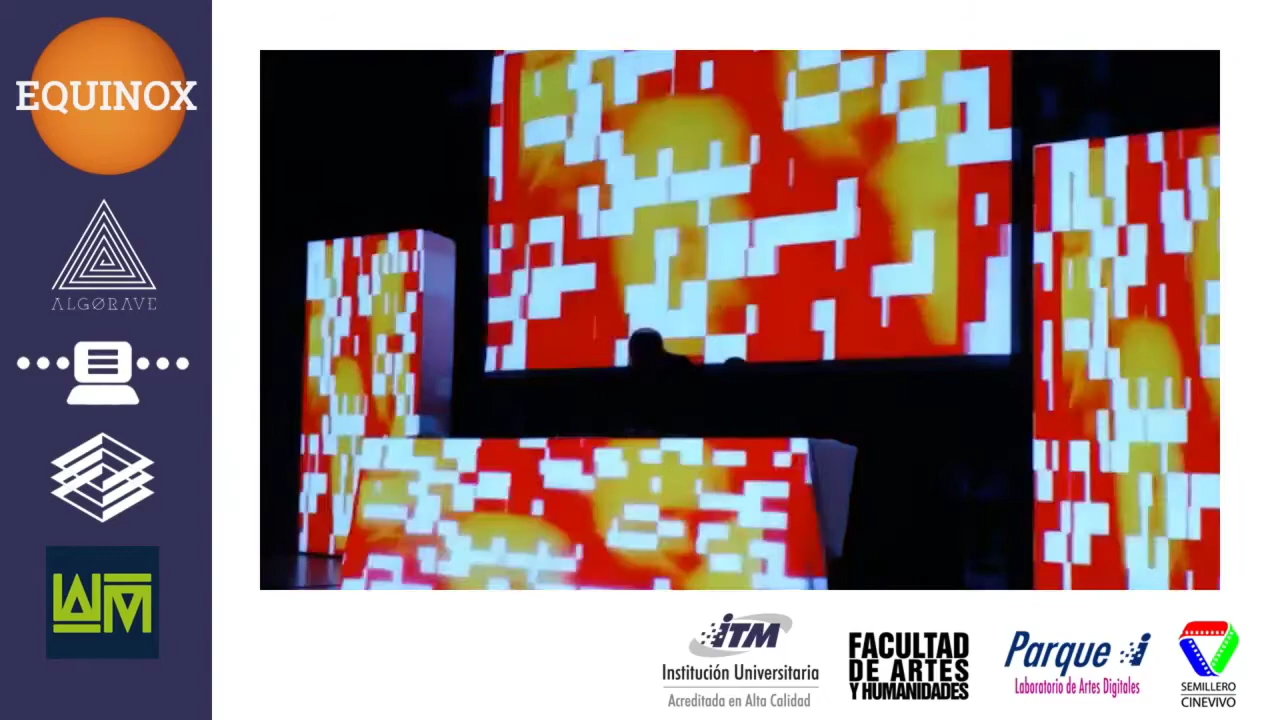 EQUINOX
ALGØRAVE
iTM
Institución Universitaria
Acreditada en Alta Calidad
FACULTAD
DE ARTES
Y HUMANIDADES
Parque i
Laboratorio de Artes Digitales
SEMILLERO
CINEVIVO